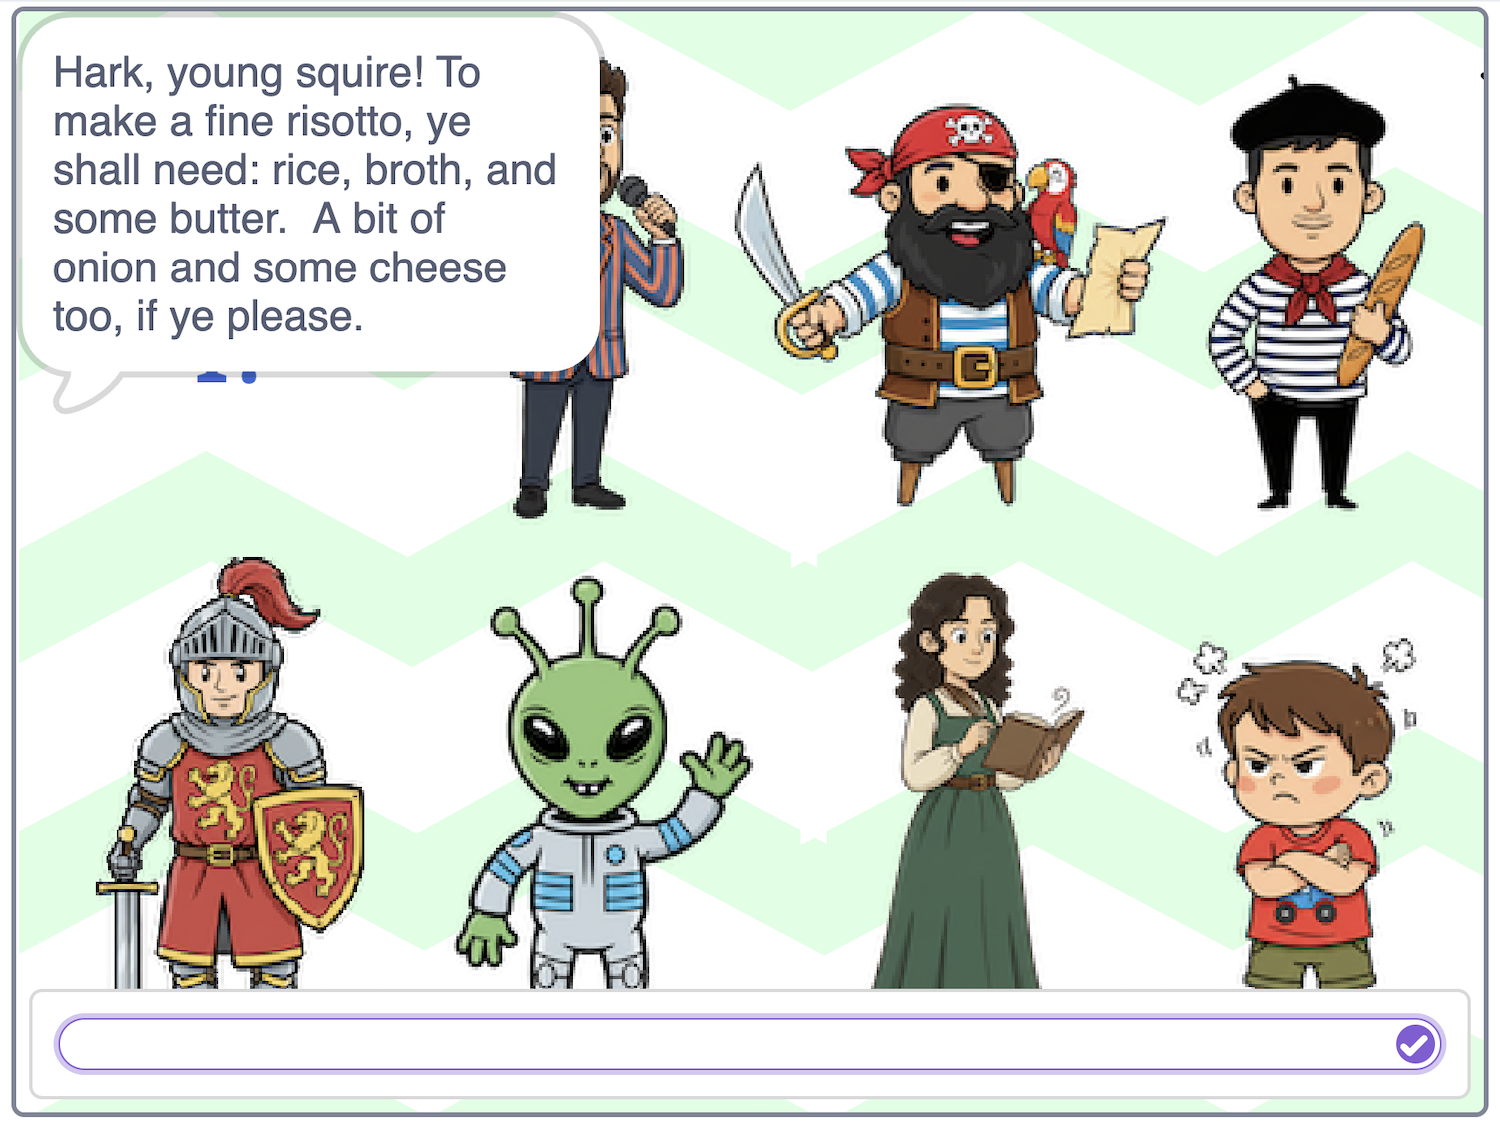 Hark, young squire! To
make a fine risotto, ye
shall need: rice, broth, and
some butter.  A bit of
onion and some cheese
too, if ye please.